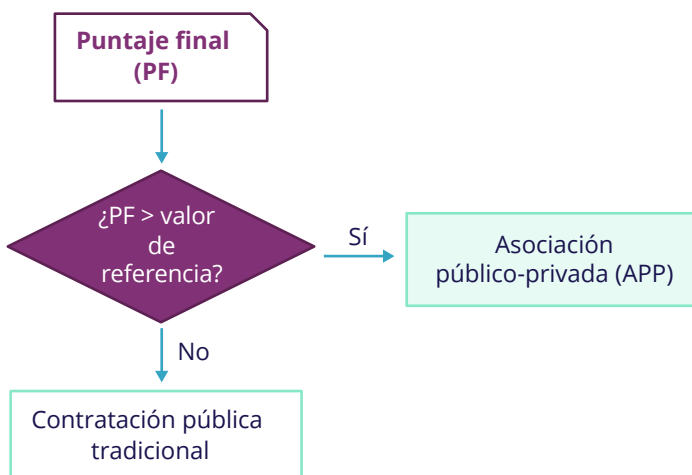 Puntaje final
(PF)
¿PF > valor
de
referencia?
Sí
Asociación
público-privada (APP)
No
Contratación pública
tradicional